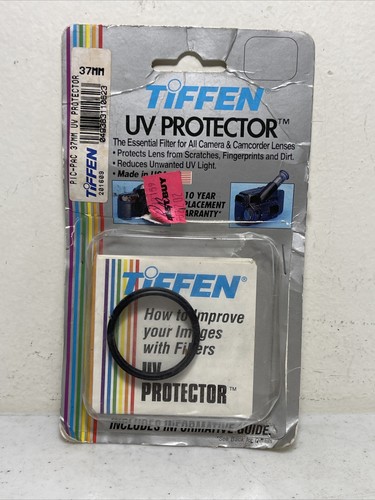 37MM
PIC-PAC 37MM UV PROTECTOR
049383110623
TIFFEN
201609
TIFFEN
UV PROTECTOR™
The Essential Filter for All Camera & Camcorder Lenses
• Protects Lens from Scratches, Fingerprints and Dirt.
• Reduces Unwanted UV Light.
• Made in USA
10 YEAR
REPLACEMENT
WARRANTY*
TIFFEN®
How to Improve
your Images
with Filters
UV
PROTECTOR™
INCLUDES INFORMATIVE GUIDE